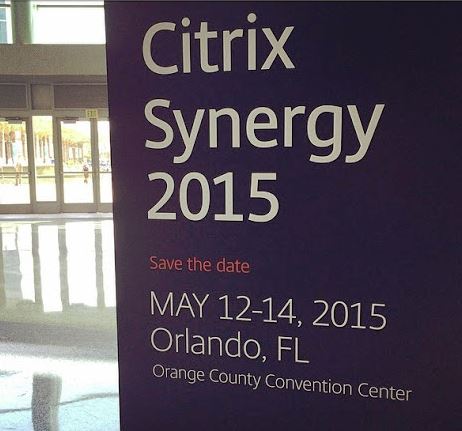 Citrix
Synergy
2015
Save the date
MAY 12-14, 2015
Orlando, FL
Orange County Convention Center